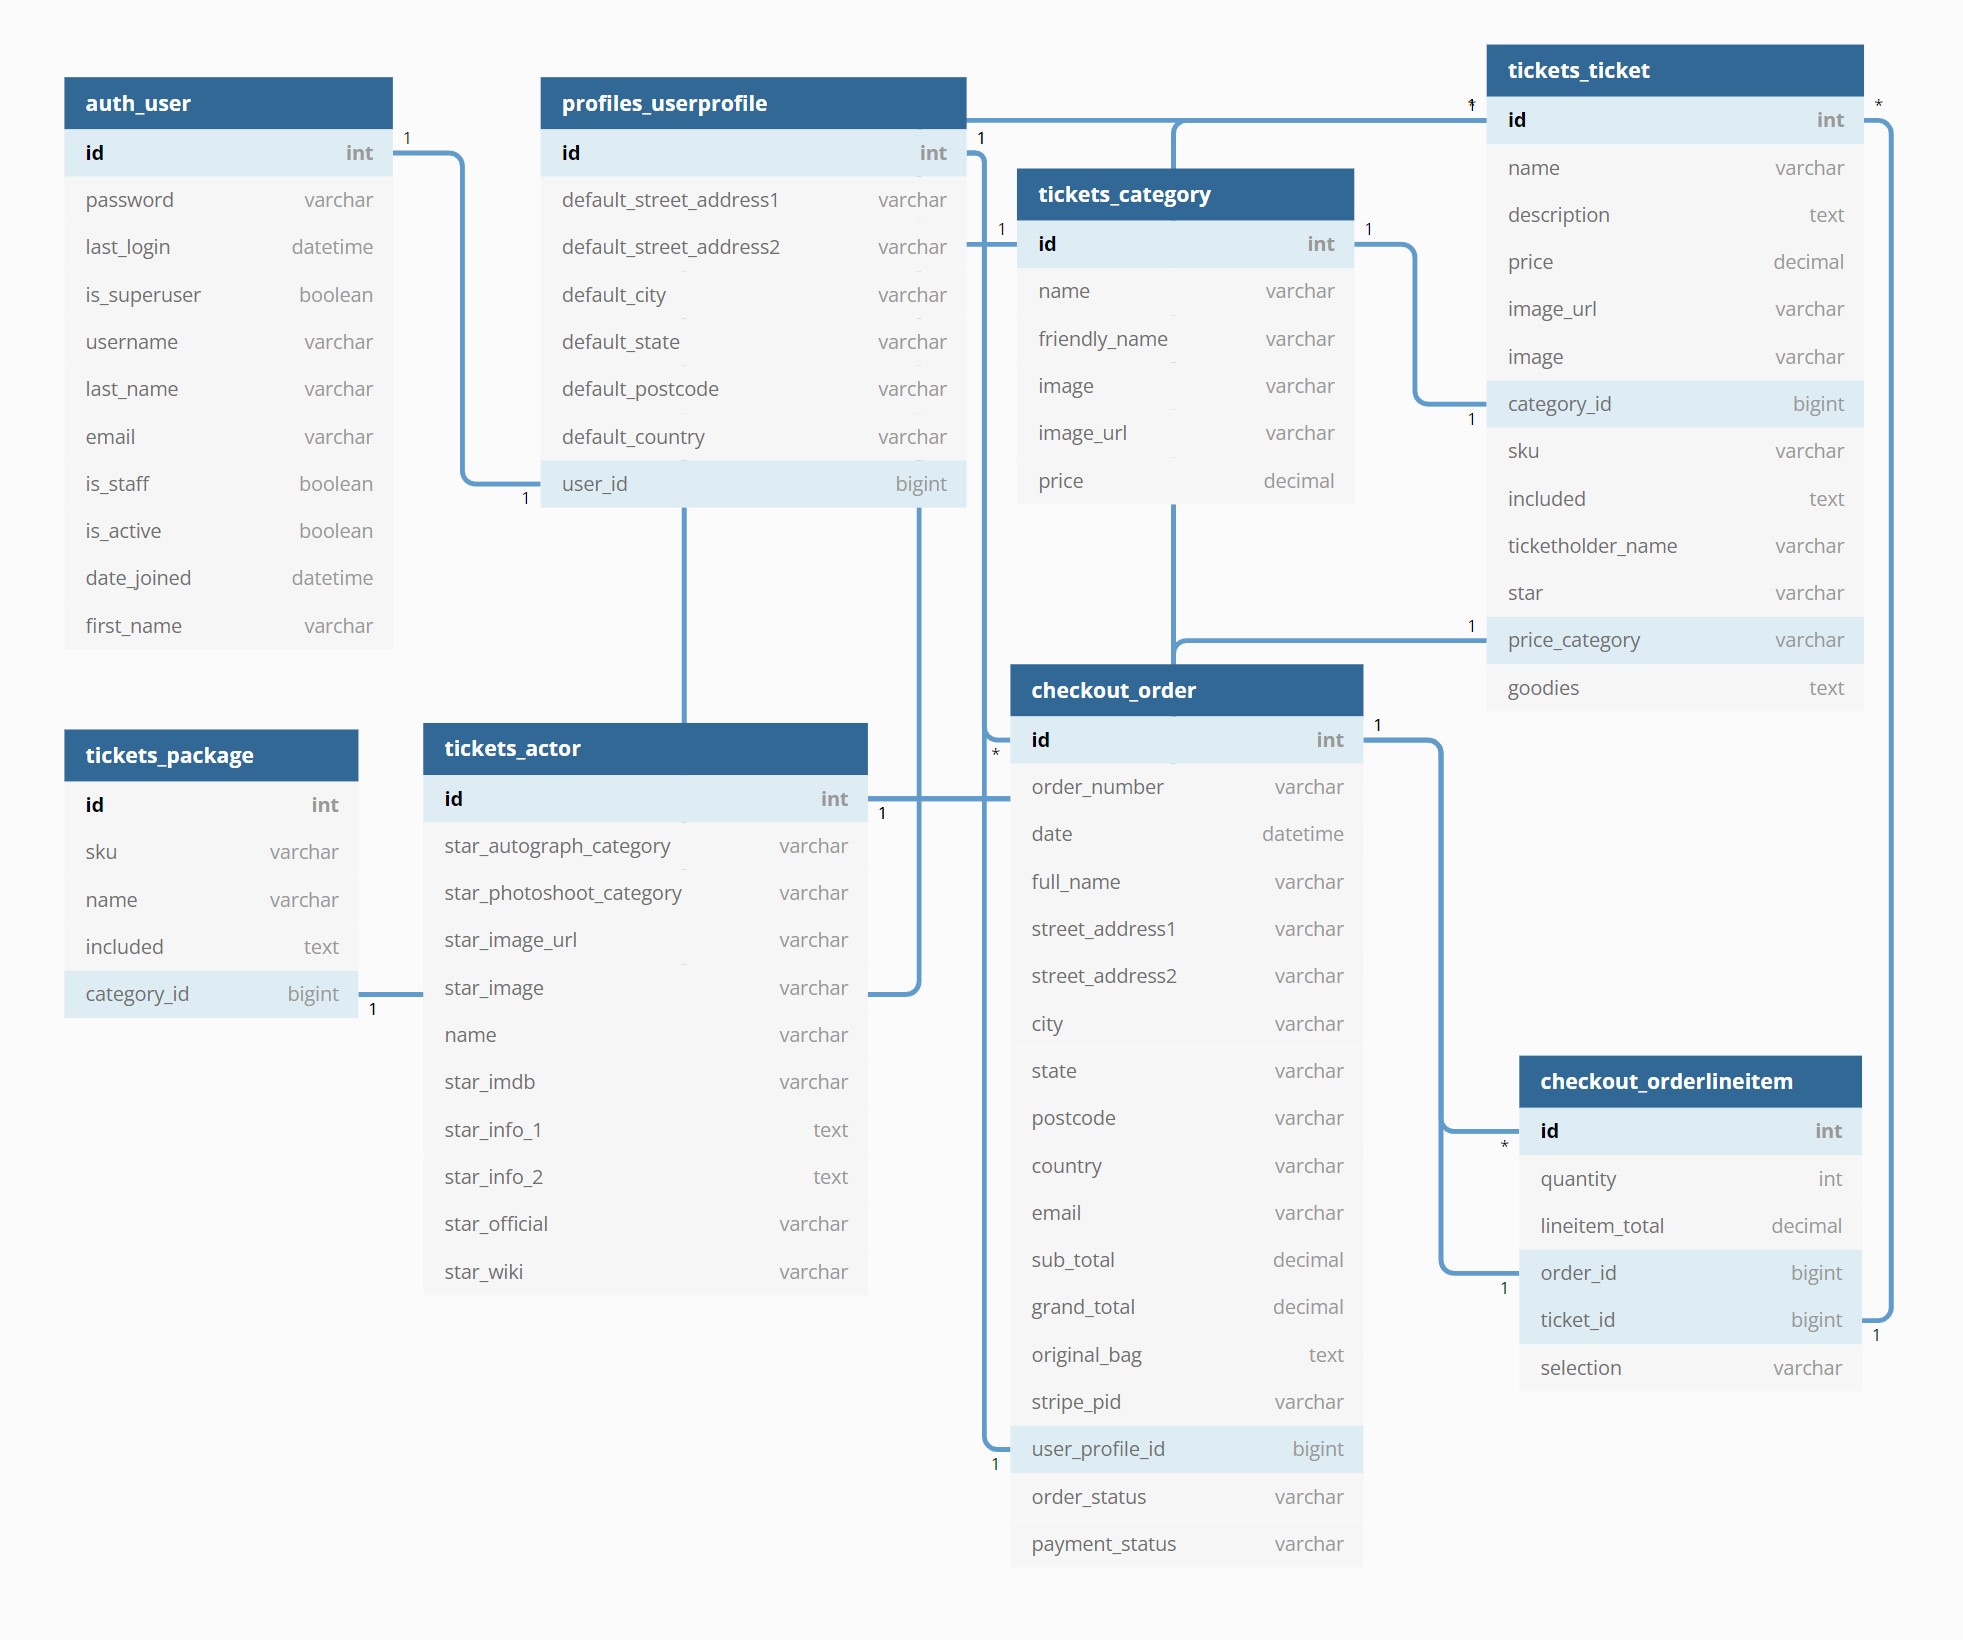 auth_user
id int
password varchar
last_login datetime
is_superuser boolean
username varchar
last_name varchar
email varchar
is_staff boolean
is_active boolean
date_joined datetime
first_name varchar
1
1
profiles_userprofile
id int
default_street_address1 varchar
default_street_address2 varchar
default_city varchar
default_state varchar
default_postcode varchar
default_country varchar
user_id bigint
1
1
tickets_category
id int
name varchar
friendly_name varchar
image varchar
image_url varchar
price decimal
1
1
1
*
tickets_ticket
id int
name varchar
description text
price decimal
image_url varchar
image varchar
category_id bigint
sku varchar
included text
ticketholder_name varchar
star varchar
price_category varchar
goodies text
*
1
tickets_package
id int
sku varchar
name varchar
included text
category_id bigint
1
tickets_actor
id int
star_autograph_category varchar
star_photoshoot_category varchar
star_image_url varchar
star_image varchar
name varchar
star_imdb varchar
star_info_1 text
star_info_2 text
star_official varchar
star_wiki varchar
1
*
1
checkout_order
id int
order_number varchar
date datetime
full_name varchar
street_address1 varchar
street_address2 varchar
city varchar
state varchar
postcode varchar
country varchar
email varchar
sub_total decimal
grand_total decimal
original_bag text
stripe_pid varchar
user_profile_id bigint
order_status varchar
payment_status varchar
1
*
1
checkout_orderlineitem
id int
quantity int
lineitem_total decimal
order_id bigint
ticket_id bigint
selection varchar
1